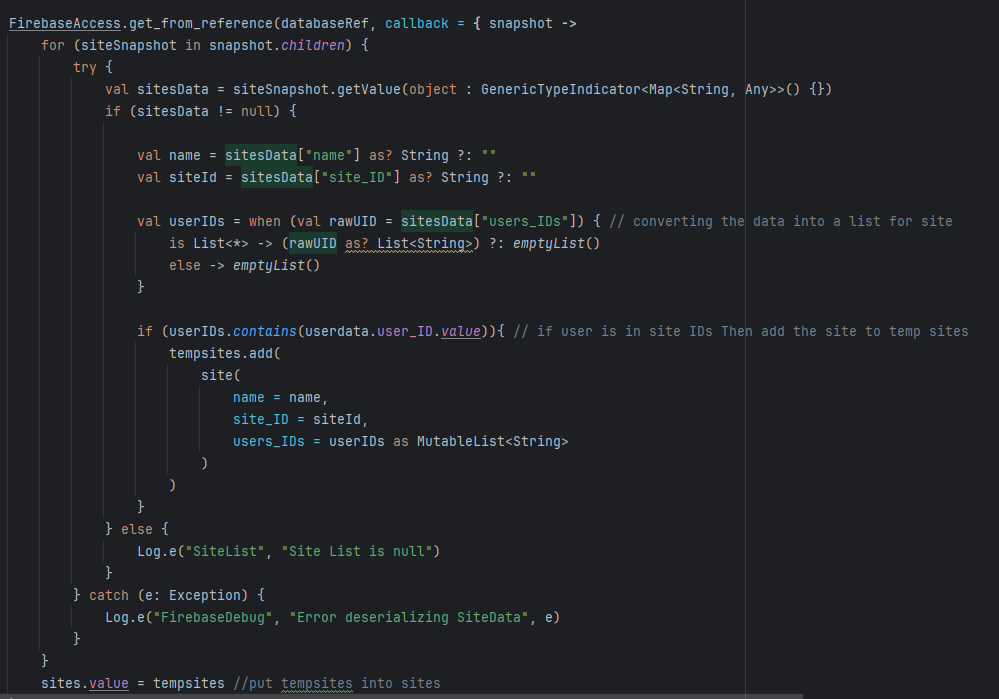 FirebaseAccess.get_from_reference(databaseRef, callback = { snapshot ->
    for (siteSnapshot in snapshot.children) {
        try {
            val sitesData = siteSnapshot.getValue(object : GenericTypeIndicator<Map<String, Any>>() {})
            if (sitesData != null) {

                val name = sitesData["name"] as? String ?: ""
                val siteId = sitesData["site_ID"] as? String ?: ""

                val userIDs = when (val rawUID = sitesData["users_IDs"]) { // converting the data into a list for site
                    is List<*> -> (rawUID as? List<String>) ?: emptyList()
                    else -> emptyList()
                }

                if (userIDs.contains(userdata.user_ID.value)){ // if user is in site IDs Then add the site to temp sites
                    tempsites.add(
                        site(
                            name = name,
                            site_ID = siteId,
                            users_IDs = userIDs as MutableList<String>
                        )
                    )
                }
            } else {
                Log.e("SiteList", "Site List is null")
            }
        } catch (e: Exception) {
            Log.e("FirebaseDebug", "Error deserializing SiteData", e)
        }
    }
    sites.value = tempsites //put tempsites into sites